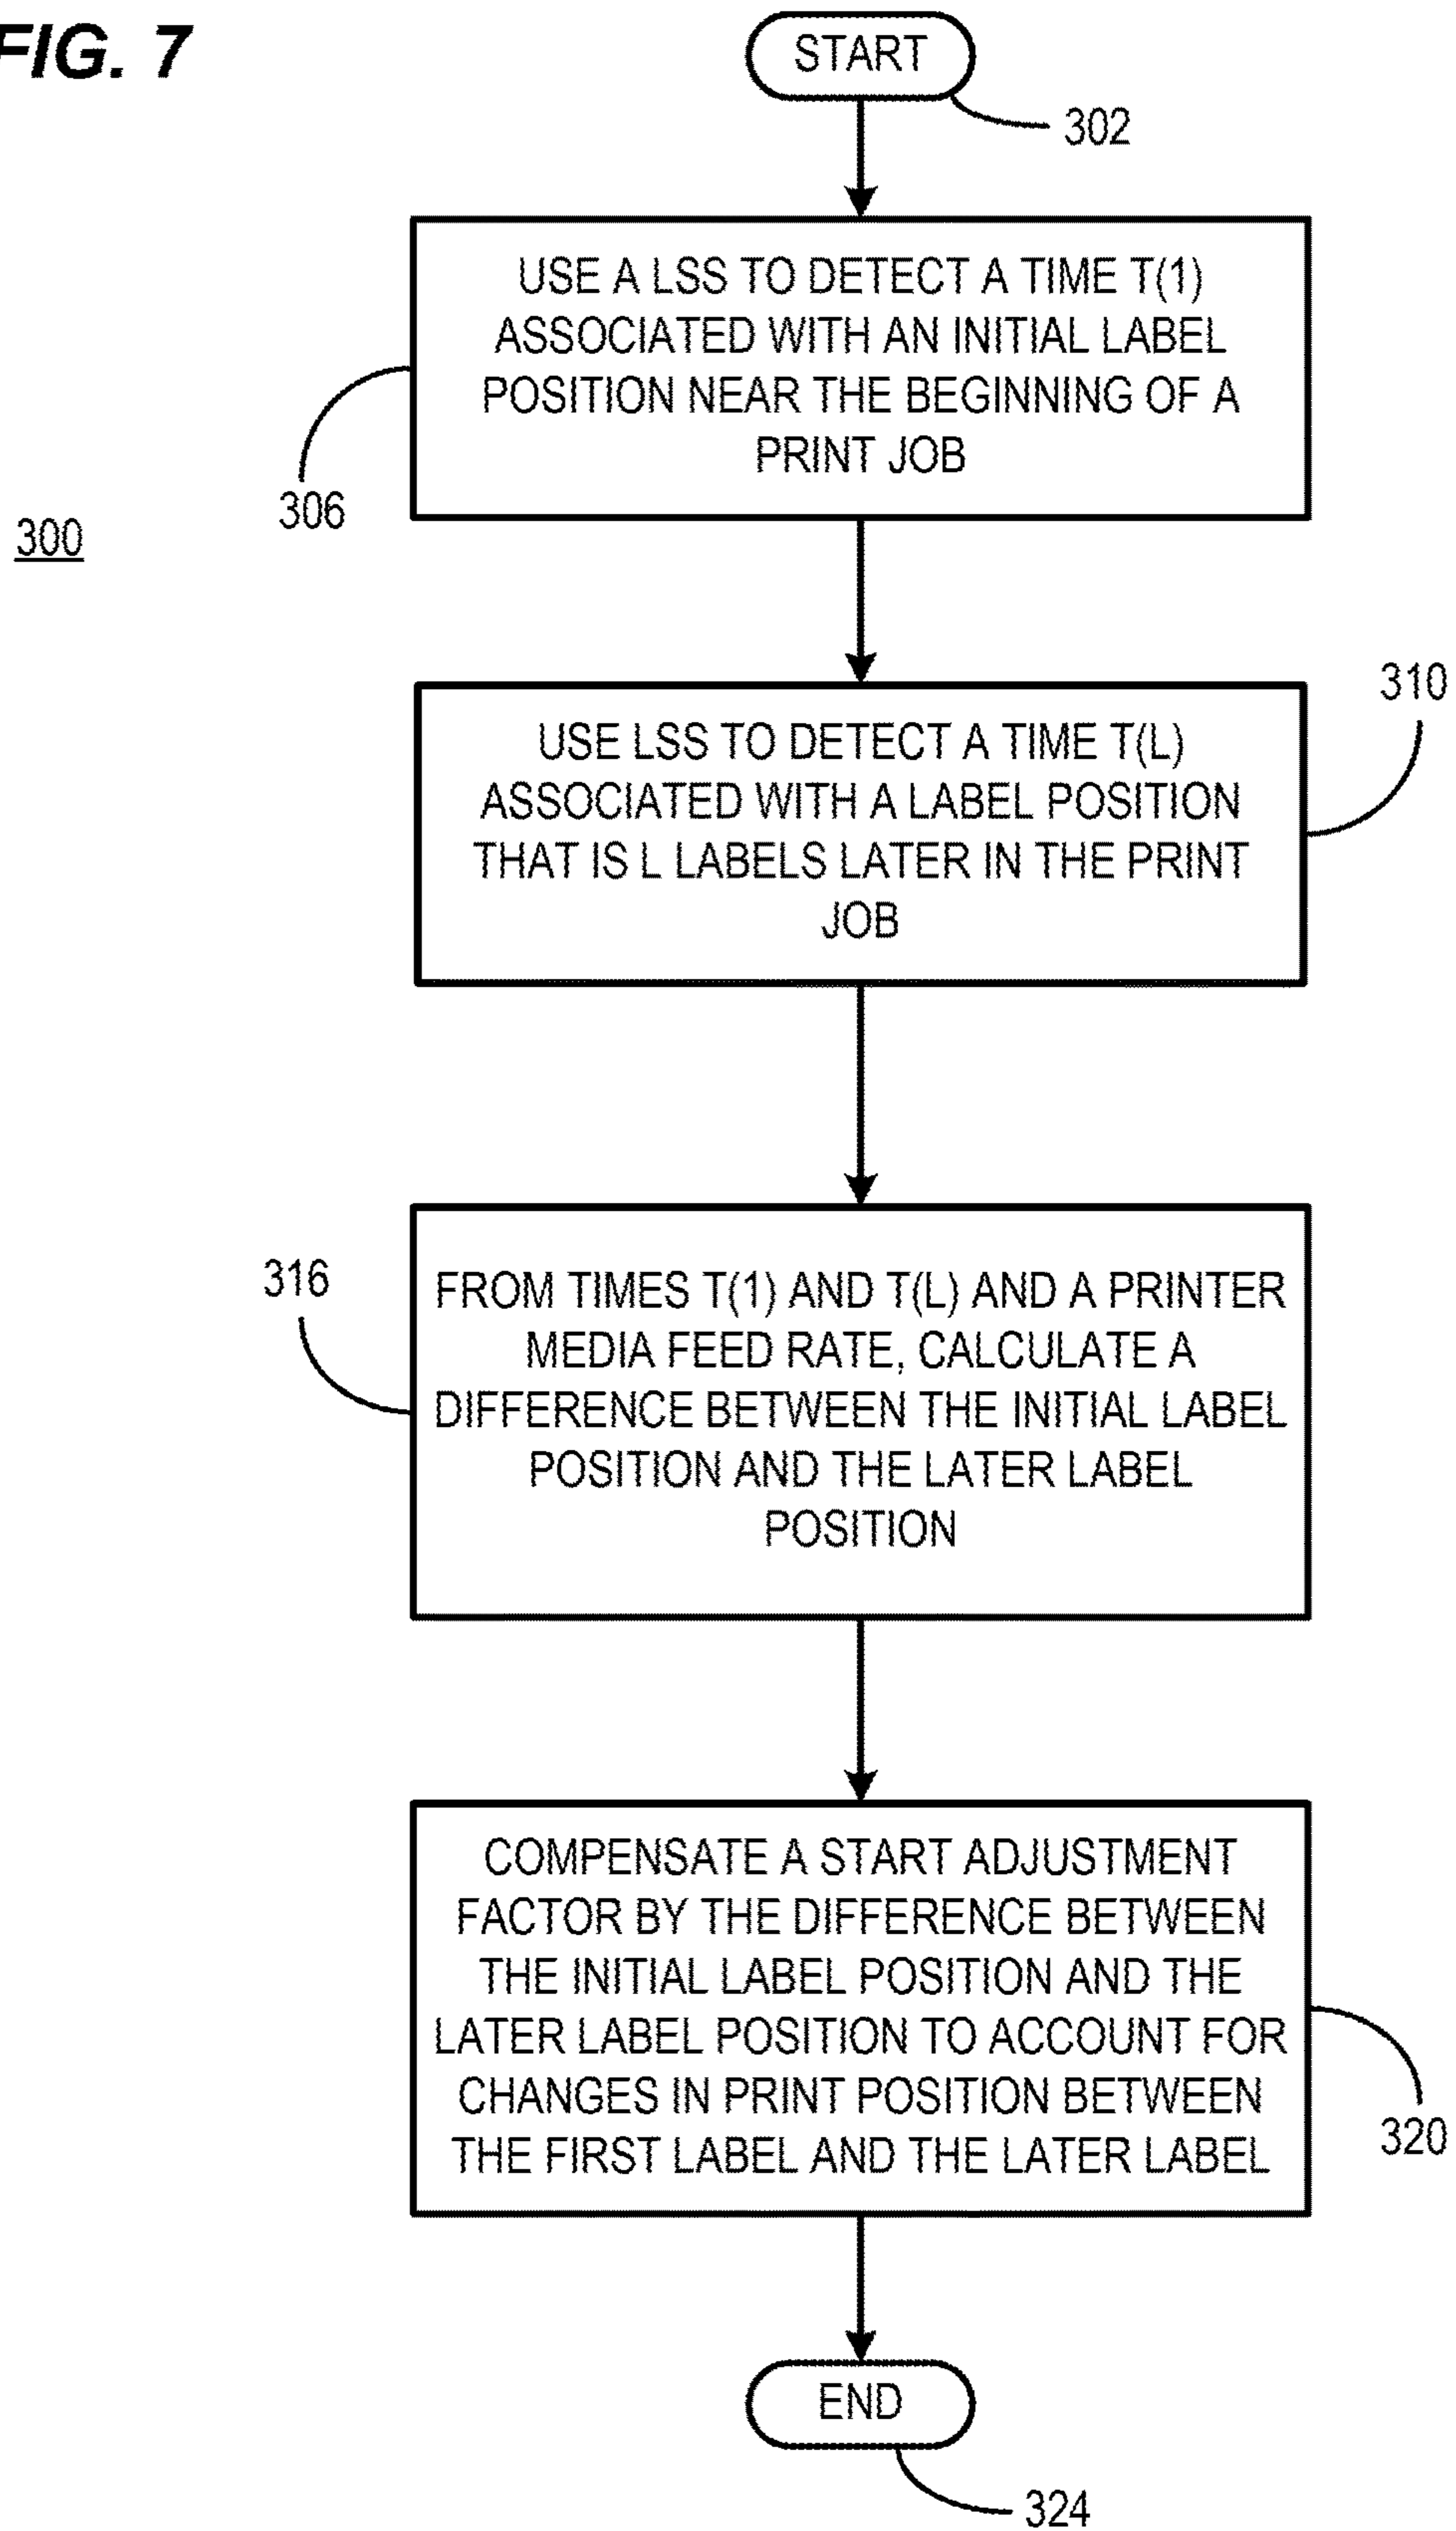 FIG. 7
START
302
USE A LSS TO DETECT A TIME T(1)
ASSOCIATED WITH AN INITIAL LABEL
POSITION NEAR THE BEGINNING OF A
PRINT JOB
306
300
310
USE LSS TO DETECT A TIME T(L)
ASSOCIATED WITH A LABEL POSITION
THAT IS L LABELS LATER IN THE PRINT
JOB
316
FROM TIMES T(1) AND T(L) AND A PRINTER
MEDIA FEED RATE, CALCULATE A
DIFFERENCE BETWEEN THE INITIAL LABEL
POSITION AND THE LATER LABEL
POSITION
COMPENSATE A START ADJUSTMENT
FACTOR BY THE DIFFERENCE BETWEEN
THE INITIAL LABEL POSITION AND THE
LATER LABEL POSITION TO ACCOUNT FOR
CHANGES IN PRINT POSITION BETWEEN
THE FIRST LABEL AND THE LATER LABEL
320
END
324